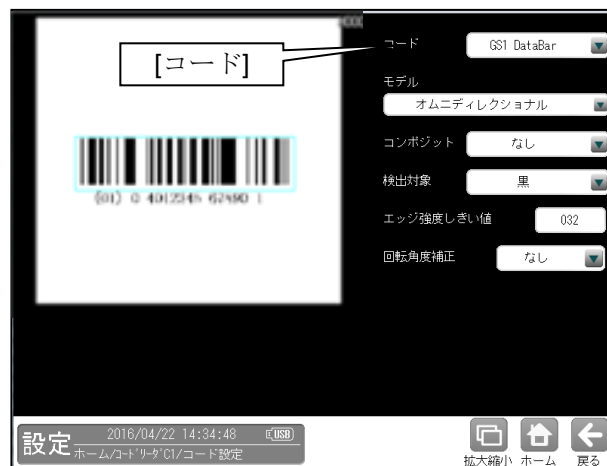 [コード]
コード GS1 DataBar
モデル
オムニディレクショナル
コンポジット なし
検出対象 黒
エッジ強度しきい値 032
回転角度補正 なし
(01) 0 4012345 67890 1
設定 2016/04/22 14:34:48 (USB)
ホーム/コードリーダC1/コード設定
拡大縮小 ホーム 戻る